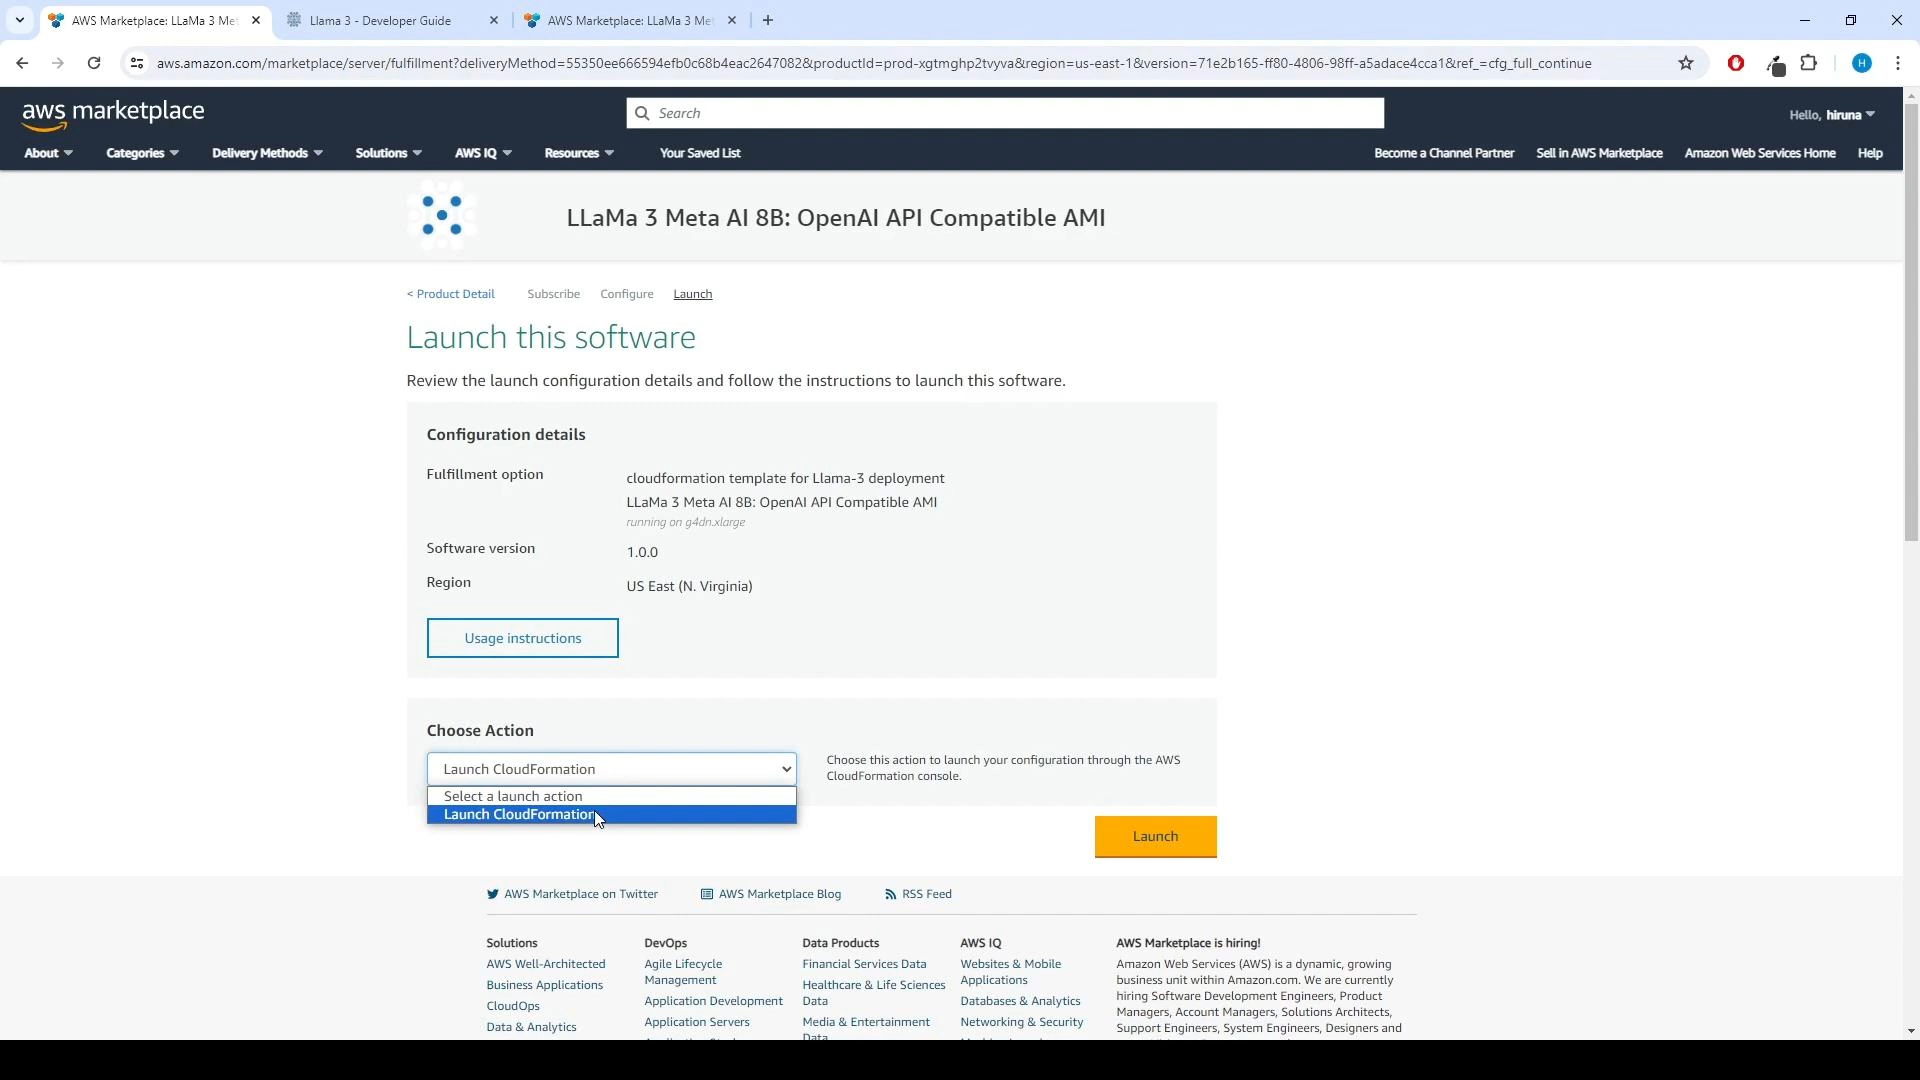 AWS Marketplace: LLaMa 3 Me
Llama 3 - Developer Guide
AWS Marketplace: LLaMa 3 Me
aws.amazon.com/marketplace/server/fulfillment?deliveryMethod=55350ee666594efb0c68b4eac2647082&productId=prod-xgtmghp2tvyva&region=us-east-1&version=71e2b165-ff80-4806-98ff-a5adace4cca1&ref_=cfg_full_continue
H
aws marketplace
Search
Hello, hiruna
About
Categories
Delivery Methods
Solutions
AWS IQ
Resources
Your Saved List
Become a Channel Partner
Sell in AWS Marketplace
Amazon Web Services Home
Help
LLaMa 3 Meta AI 8B: OpenAI API Compatible AMI
< Product Detail
Subscribe
Configure
Launch
Launch this software
Review the launch configuration details and follow the instructions to launch this software.
Configuration details
Fulfillment option
cloudformation template for Llama-3 deployment
LLaMa 3 Meta AI 8B: OpenAI API Compatible AMI
running on g4dn.xlarge
Software version
1.0.0
Region
US East (N. Virginia)
Usage instructions
Choose Action
Launch CloudFormation
Select a launch action
Launch CloudFormation
Choose this action to launch your configuration through the AWS
CloudFormation console.
Launch
AWS Marketplace on Twitter
AWS Marketplace Blog
RSS Feed
Solutions
AWS Well-Architected
Business Applications
CloudOps
Data & Analytics
DevOps
Agile Lifecycle
Management
Application Development
Application Servers
Data Products
Financial Services Data
Healthcare & Life Sciences
Data
Media & Entertainment
Data
AWS IQ
Websites & Mobile
Applications
Databases & Analytics
Networking & Security
AWS Marketplace is hiring!
Amazon Web Services (AWS) is a dynamic, growing
business unit within Amazon.com. We are currently
hiring Software Development Engineers, Product
Managers, Account Managers, Solutions Architects,
Support Engineers, System Engineers, Designers and